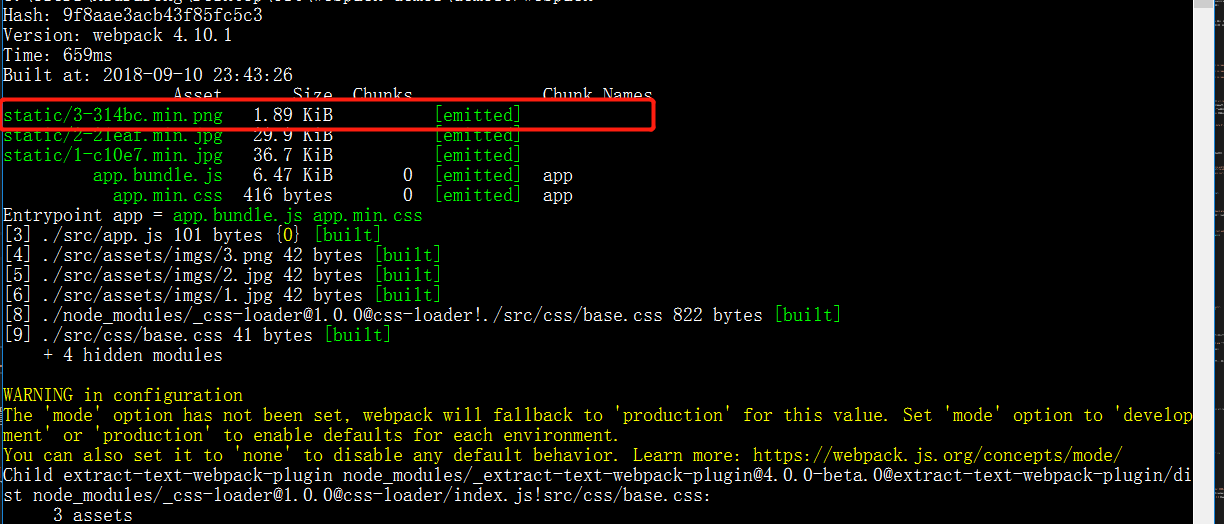 Hash: 9f8aae3acb43f85fc5c3
Version: webpack 4.10.1
Time: 659ms
Built at: 2018-09-10 23:43:26
Asset Size Chunks Chunk Names
static/3-314bc.min.png 1.89 KiB [emitted]
static/2-21eaf.min.jpg 29.9 KiB [emitted]
static/1-c10e7.min.jpg 36.7 KiB [emitted]
app.bundle.js 6.47 KiB 0 [emitted] app
app.min.css 416 bytes 0 [emitted] app
Entrypoint app = app.bundle.js app.min.css
[3] ./src/app.js 101 bytes {0} [built]
[4] ./src/assets/imgs/3.png 42 bytes [built]
[5] ./src/assets/imgs/2.jpg 42 bytes [built]
[6] ./src/assets/imgs/1.jpg 42 bytes [built]
[8] ./node_modules/_css-loader@1.0.0@css-loader!./src/css/base.css 822 bytes [built]
[9] ./src/css/base.css 41 bytes [built]
+ 4 hidden modules
WARNING in configuration
The 'mode' option has not been set, webpack will fallback to 'production' for this value. Set 'mode' option to 'develop
ment' or 'production' to enable defaults for each environment.
You can also set it to 'none' to disable any default behavior. Learn more: https://webpack.js.org/concepts/mode/
Child extract-text-webpack-plugin node_modules/_extract-text-webpack-plugin@4.0.0-beta.0@extract-text-webpack-plugin/di
st node_modules/_css-loader@1.0.0@css-loader/index.js!src/css/base.css:
3 assets